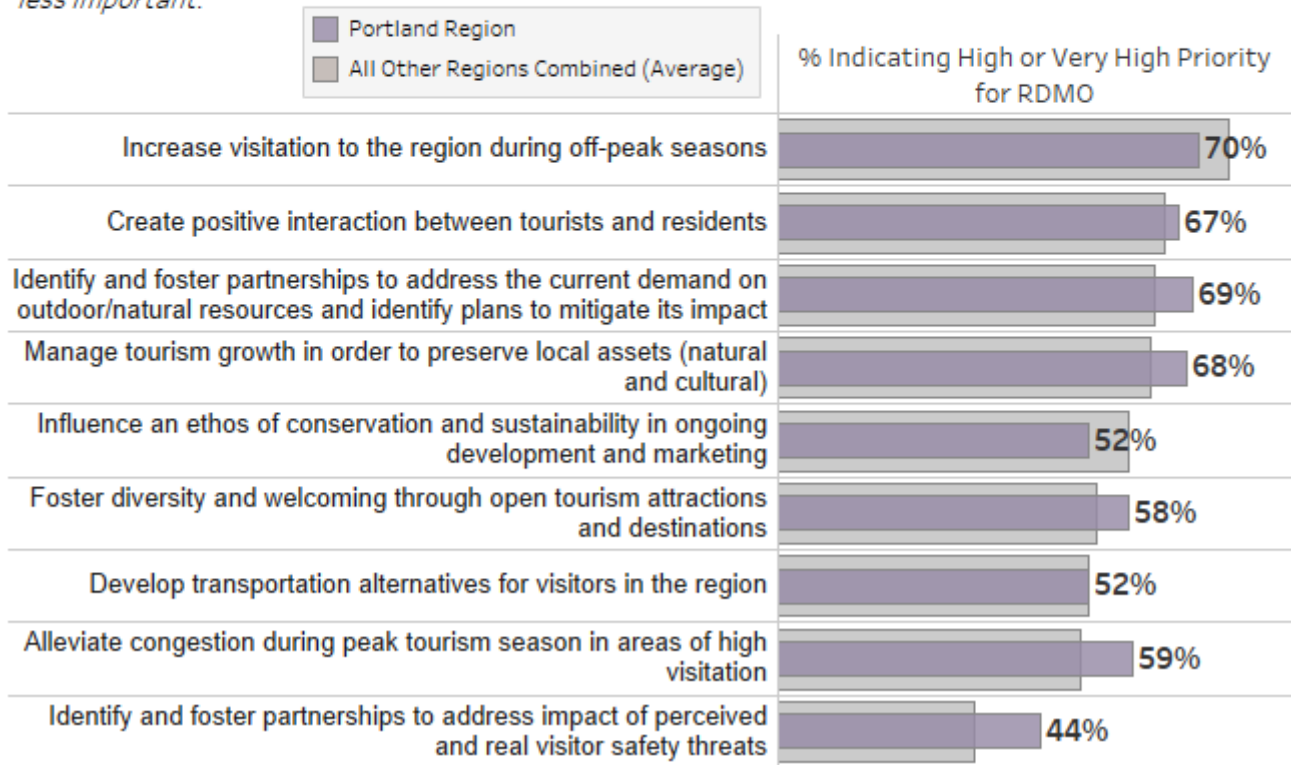 less important.
Portland Region
All Other Regions Combined (Average)
% Indicating High or Very High Priority
for RDMO
Increase visitation to the region during off-peak seasons
70%
Create positive interaction between tourists and residents
67%
Identify and foster partnerships to address the current demand on
outdoor/natural resources and identify plans to mitigate its impact
69%
Manage tourism growth in order to preserve local assets (natural
and cultural)
68%
Influence an ethos of conservation and sustainability in ongoing
development and marketing
52%
Foster diversity and welcoming through open tourism attractions
and destinations
58%
Develop transportation alternatives for visitors in the region
52%
Alleviate congestion during peak tourism season in areas of high
visitation
59%
Identify and foster partnerships to address impact of perceived
and real visitor safety threats
44%